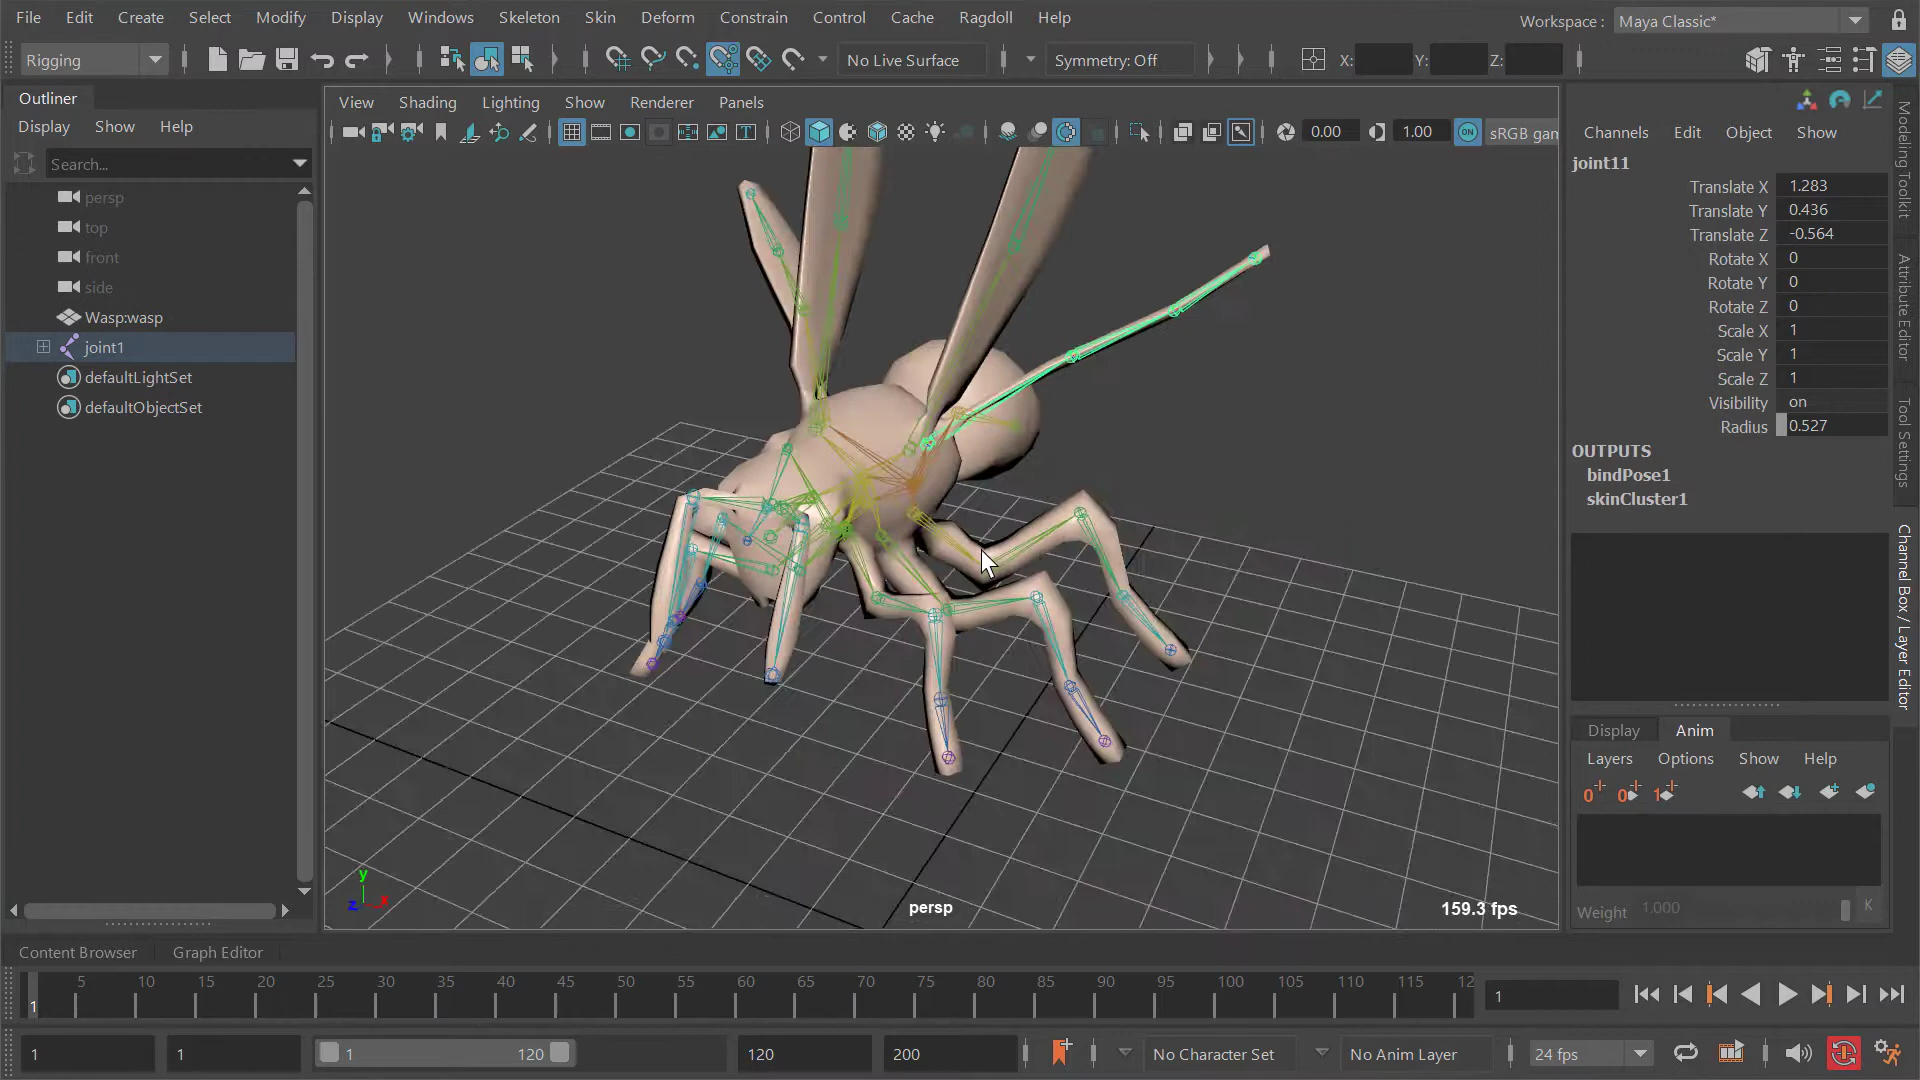 File Edit Create Select Modify Display Windows Skeleton Skin Deform Constrain Control Cache Ragdoll Help
Workspace : Maya Classic*
Rigging
No Live Surface
Symmetry: Off
X: Y: Z:
Outliner
Display Show Help
Search...
persp
top
front
side
Wasp:wasp
joint1
defaultLightSet
defaultObjectSet
View Shading Lighting Show Renderer Panels
0.00 1.00 ON sRGB gam
y
z x
persp
159.3 fps
Channels Edit Object Show
joint11
Translate X 1.283
Translate Y 0.436
Translate Z -0.564
Rotate X 0
Rotate Y 0
Rotate Z 0
Scale X 1
Scale Y 1
Scale Z 1
Visibility on
Radius 0.527
OUTPUTS
bindPose1
skinCluster1
Display Anim
Layers Options Show Help
0 0 1
Weight 1.000 K
Modeling Toolkit
Attribute Editor
Tool Settings
Channel Box / Layer Editor
Content Browser Graph Editor
1 5 10 15 20 25 30 35 40 45 50 55 60 65 70 75 80 85 90 95 100 105 110 115 12
1
1 1 1 120 120 200 No Character Set No Anim Layer 24 fps